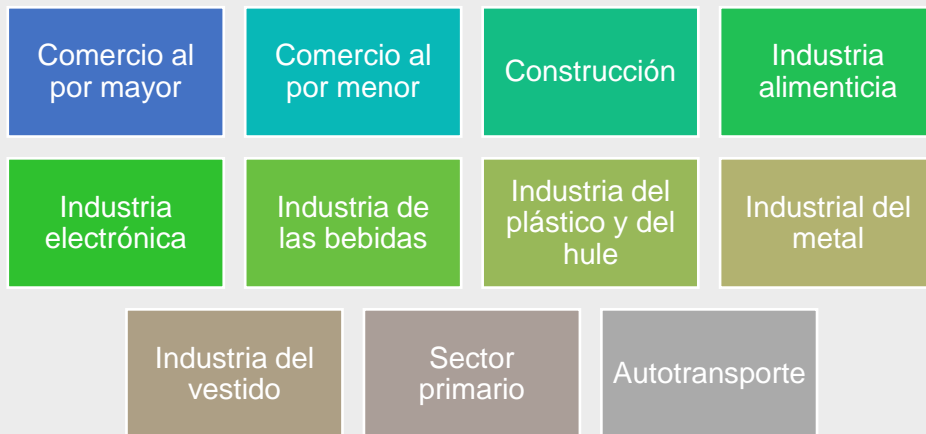 Comercio al
por mayor
Comercio al
por menor
Construcción
Industria
alimenticia
Industria
electrónica
Industria de
las bebidas
Industria del
plástico y del
hule
Industrial del
metal
Industria del
vestido
Sector
primario
Autotransporte